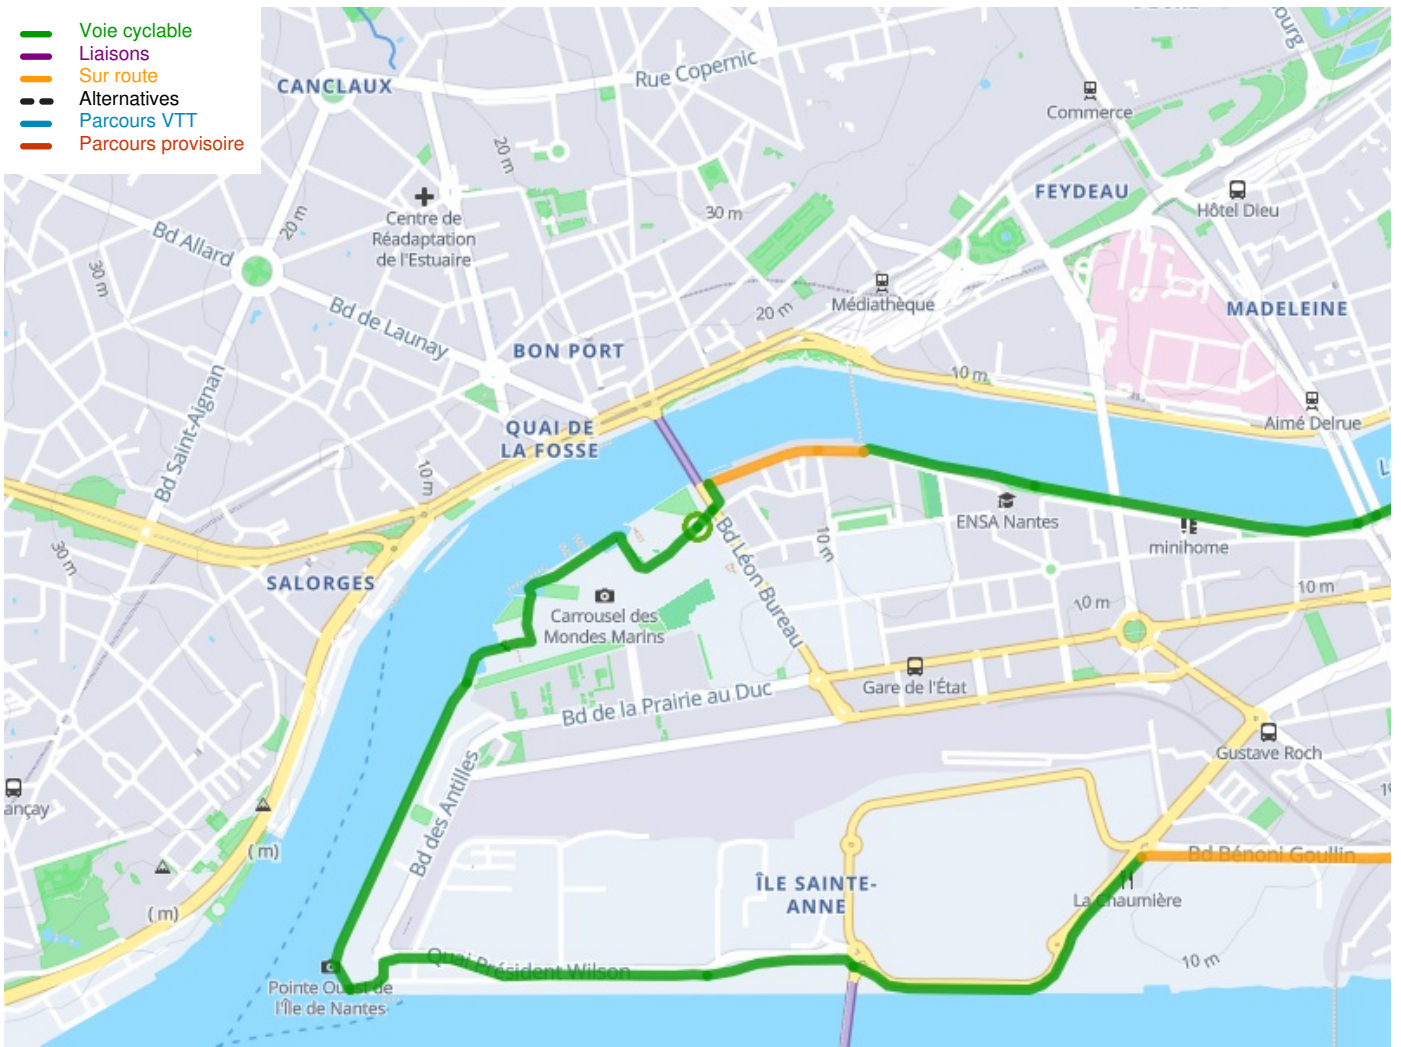 Voie cyclable
Liaisons
Sur route
Alternatives
Parcours VTT
Parcours provisoire
CANCLAUX
Rue Copernic
Commerce
20 m
FEYDEAU
Hôtel Dieu
Centre de
Réadaptation
de l'Estuaire
30 m
20 m
Bd Allard
30 m
Médiathèque
MADELEINE
20 m
Bd de Launay
BON PORT
10 m
Bd Saint-Aignan
QUAI DE
LA FOSSE
Aimé Delrue
10 m
ENSA Nantes
minihome
30 m
SALORGES
Bd Léon Bureau
10 m
10 m
10 m
Carrousel des
Mondes Marins
Gare de l'État
Bd de la Prairie au Duc
Gustave Roch
Bd des Antilles
ançay
( m)
Bd Bénoni Goullin
ÎLE SAINTE-
ANNE
La Chaumière
( m)
Quai Président Wilson
10 m
Pointe Ouest de
l'Île de Nantes